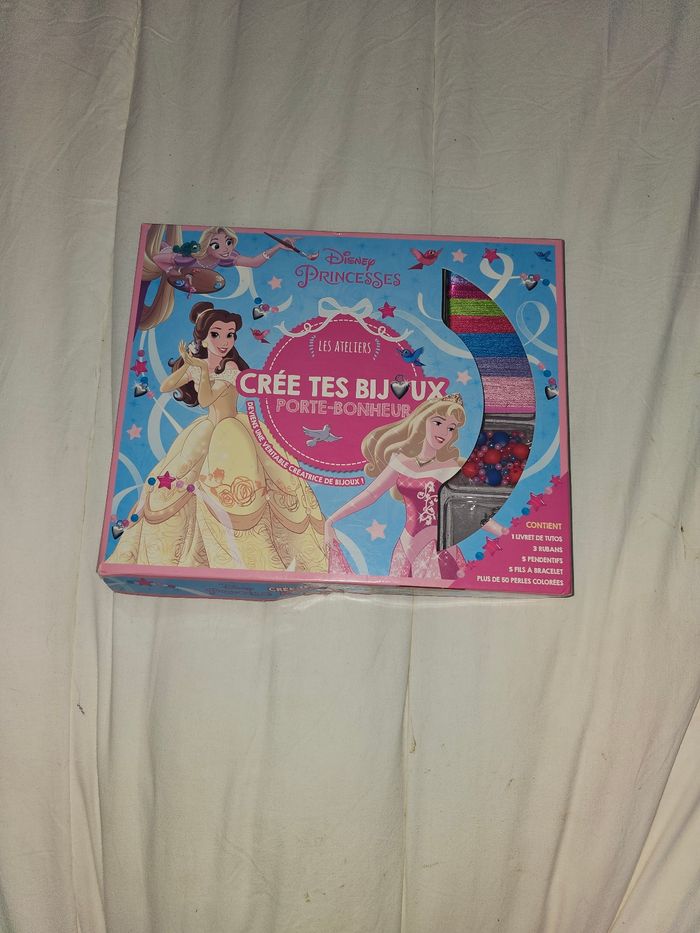 Disney
Princesses
LES ATELIERS
CRÉE TES BIJOUX
PORTE-BONHEUR
DEVIENS UNE VÉRITABLE CRÉATRICE DE BIJOUX !
CONTIENT
1 LIVRET DE TUTOS
3 RUBANS
5 PENDENTIFS
5 FILS À BRACELET
PLUS DE 50 PERLES COLORÉES